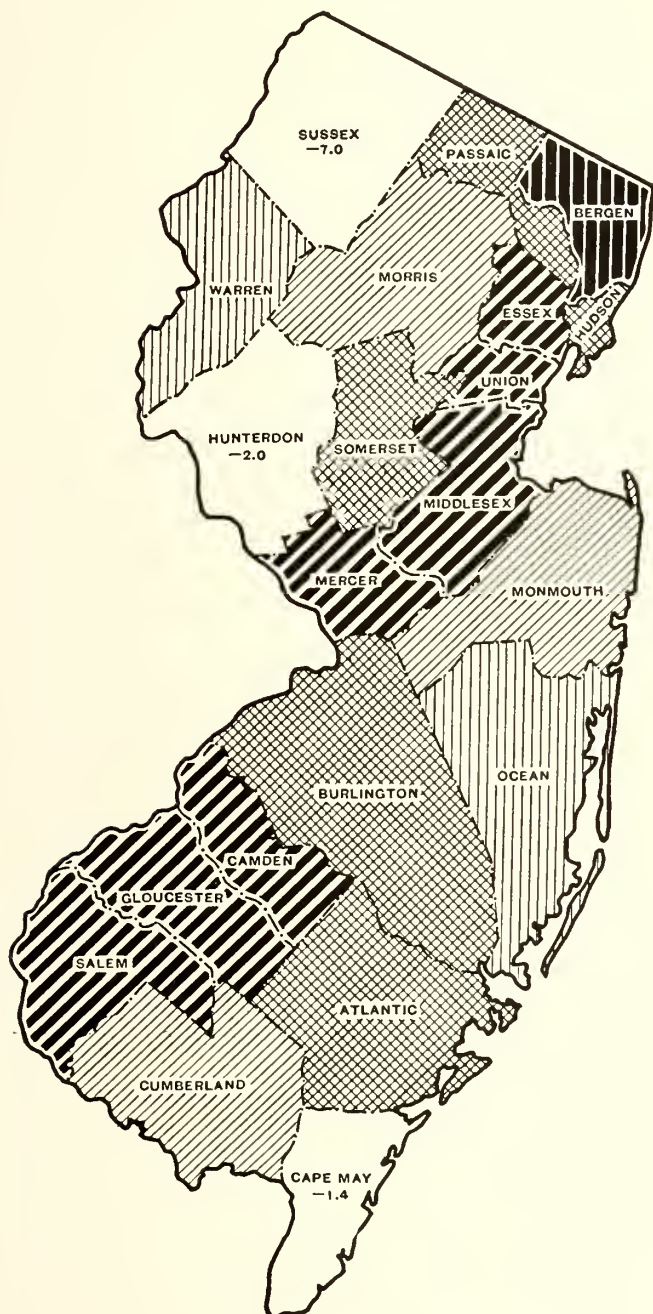 SUSSEX
—7.0
PASSAIC
BERGEN
WARREN
MORRIS
ESSEX
HUDSON
UNION
HUNTERDON
—2.0
SOMERSET
MIDDLESEX
MERCER
MONMOUTH
OCEAN
BURLINGTON
CAMDEN
GLOUCESTER
SALEM
ATLANTIC
CUMBERLAND
CAPE MAY
—1.4